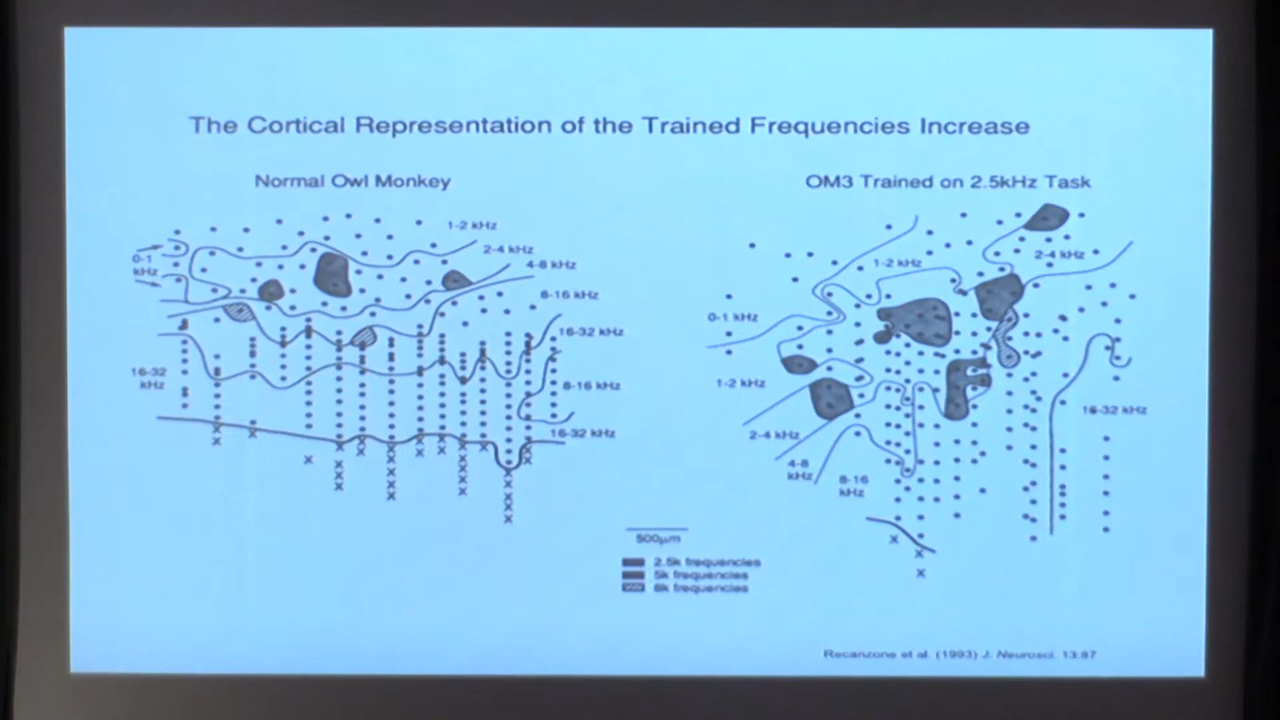 The Cortical Representation of the Trained Frequencies Increase
Normal Owl Monkey
OM3 Trained on 2.5kHz Task
1-2 kHz
2-4 kHz
4-8 kHz
0-1
kHz
8-16 kHz
16-32 kHz
16-32
kHz
8-16 kHz
16-32 kHz
X X X X X X X X X X X X X X X X X X X X X X X X X X X
1-2 kHz
2-4 kHz
0-1 kHz
1-2 kHz
2-4 kHz
4-8
kHz
8-16
kHz
16-32 kHz
X
X
X
500µm
2.5k frequencies
5k frequencies
8k frequencies
Recanzone et al. (1993) J. Neurosci. 13:87